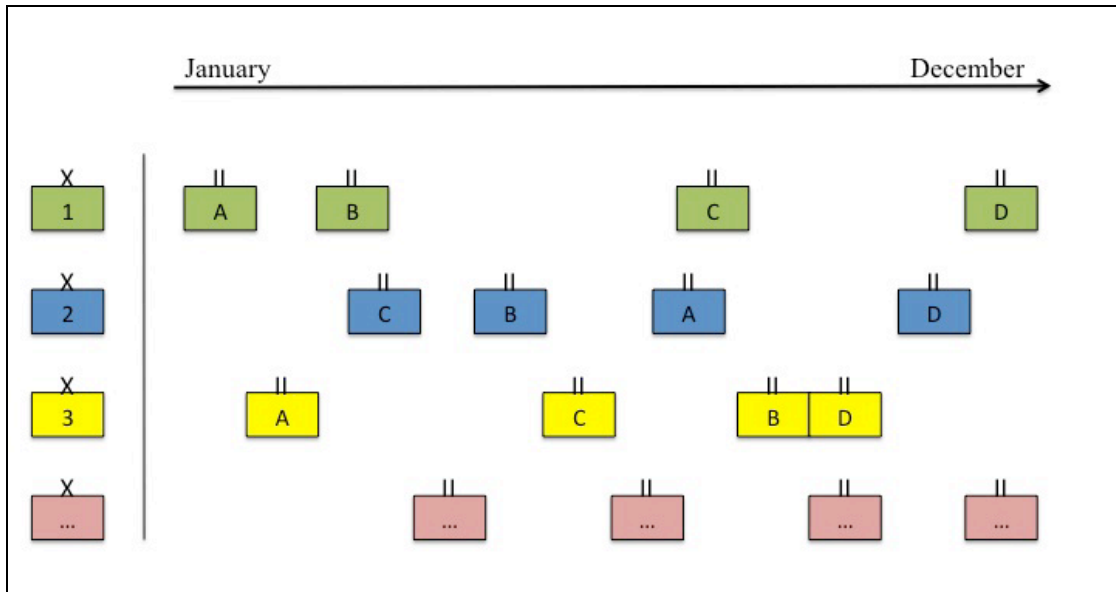 January December
X II II II II
1 A B C D
X II II II II
2 C B A D
X II II II II
3 A C B D
X II II II II
... ... ... ... ...